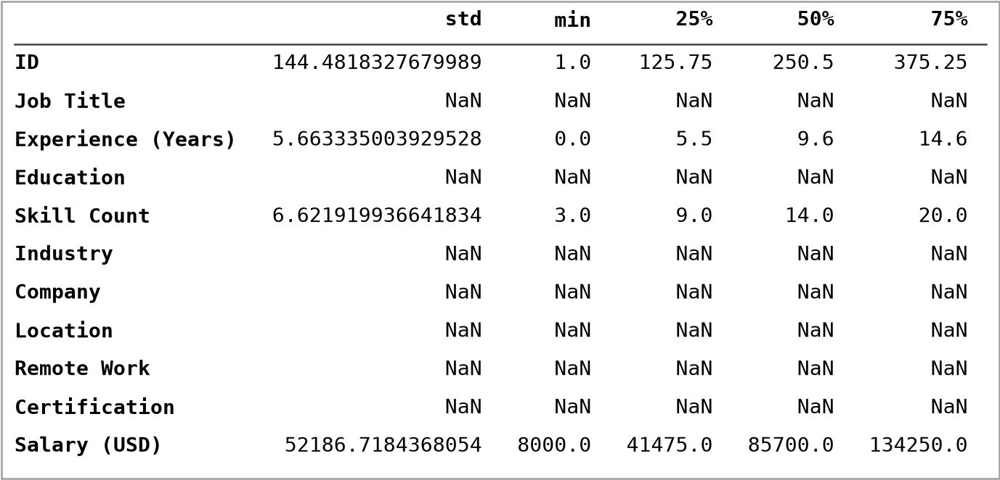 std min 25% 50% 75%
ID 144.4818327679989 1.0 125.75 250.5 375.25
Job Title NaN NaN NaN NaN NaN
Experience (Years) 5.663335003929528 0.0 5.5 9.6 14.6
Education NaN NaN NaN NaN NaN
Skill Count 6.621919936641834 3.0 9.0 14.0 20.0
Industry NaN NaN NaN NaN NaN
Company NaN NaN NaN NaN NaN
Location NaN NaN NaN NaN NaN
Remote Work NaN NaN NaN NaN NaN
Certification NaN NaN NaN NaN NaN
Salary (USD) 52186.7184368054 8000.0 41475.0 85700.0 134250.0